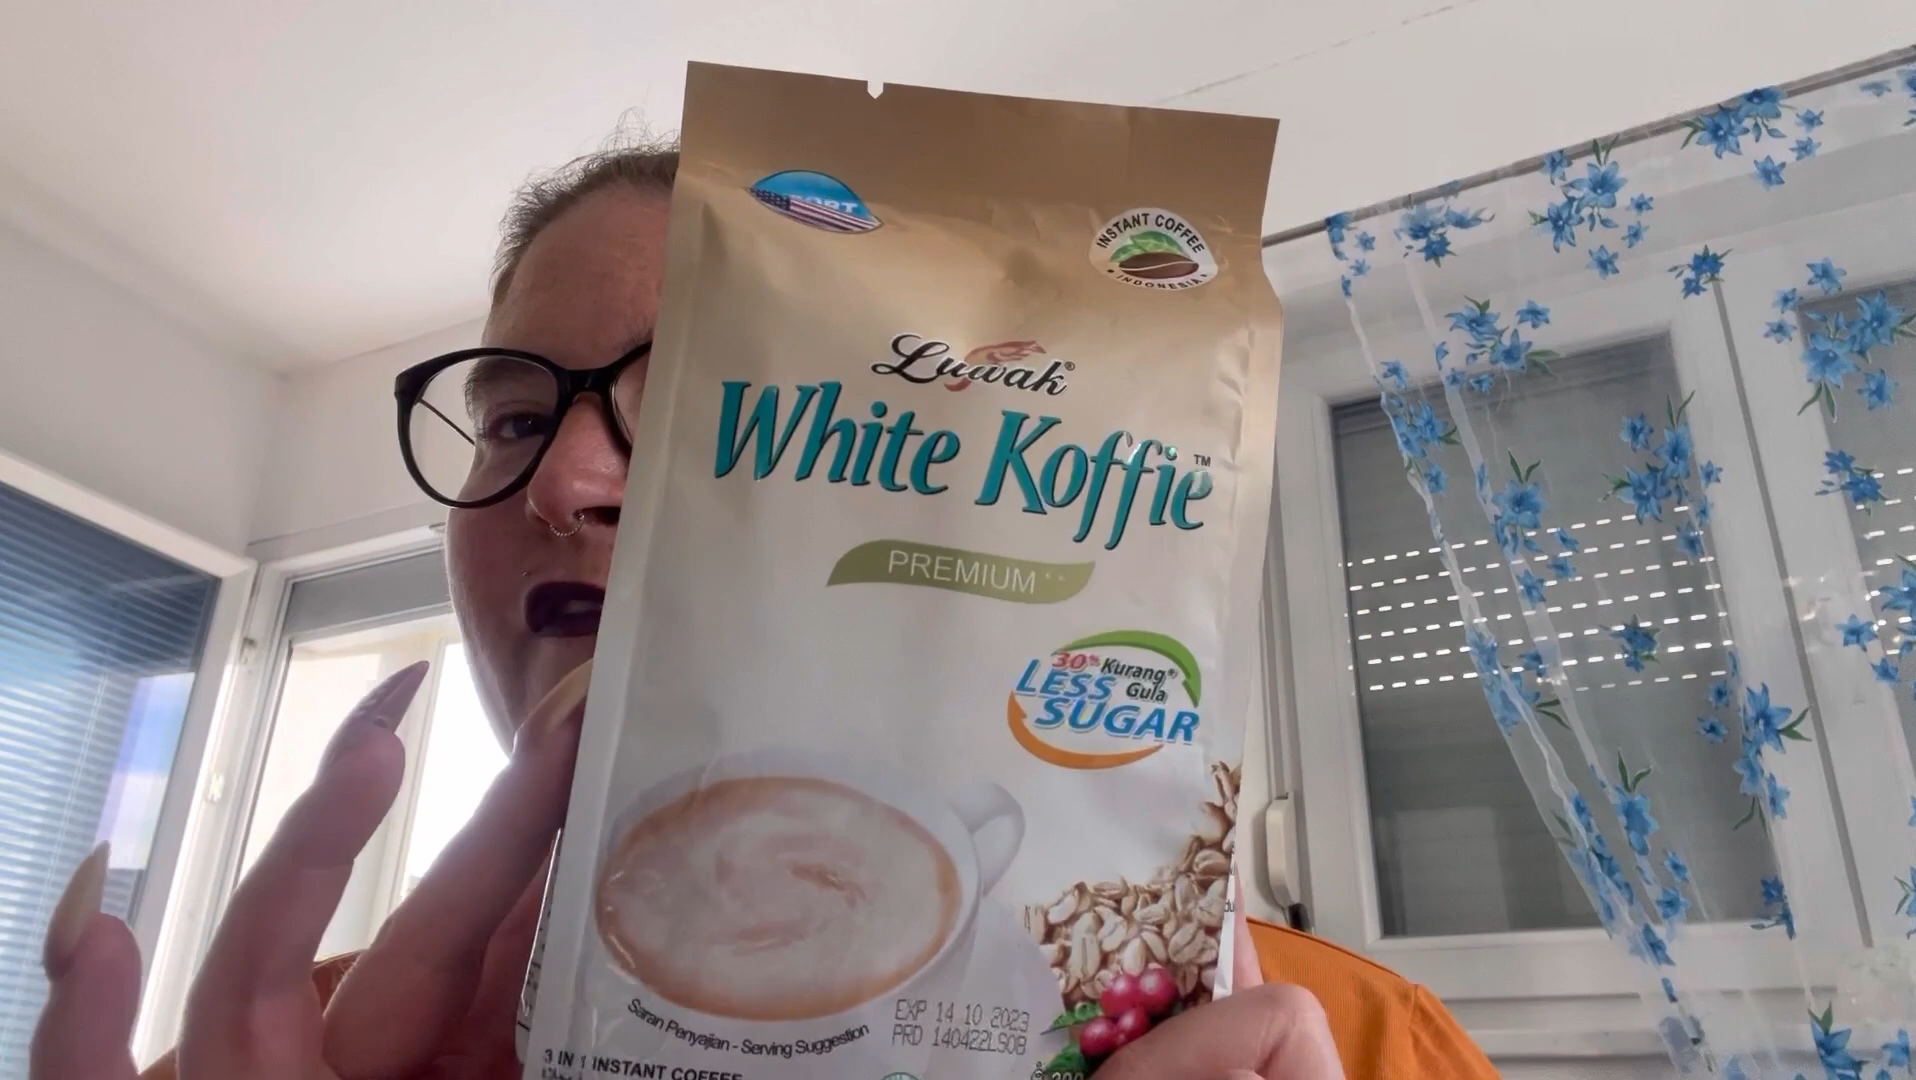 INSTANT COFFEE
INDONESIA
Luwak®
White Koffie™
PREMIUM
30% Kurang*
Gula
LESS
SUGAR
Saran Penyajian - Serving Suggestion
EXP 14 10 2023
PRD 140422LS0B
3 IN 1 INSTANT COFFEE